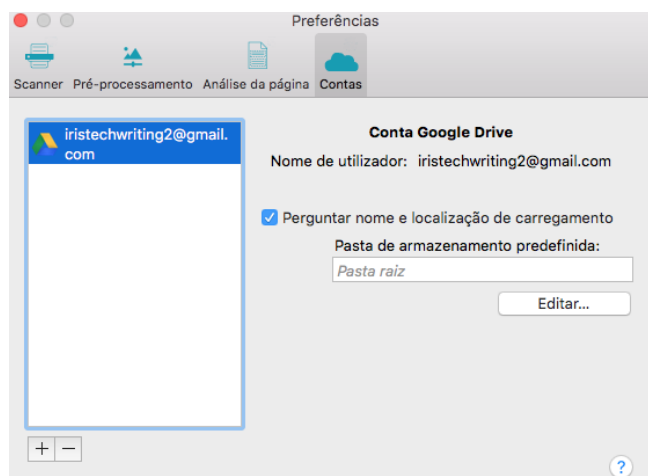 Preferências
Scanner Pré-processamento Análise da página Contas
iristechwriting2@gmail.
com
Conta Google Drive
Nome de utilizador: iristechwriting2@gmail.com
Perguntar nome e localização de carregamento
Pasta de armazenamento predefinida:
Pasta raiz
Editar...
+ −
?